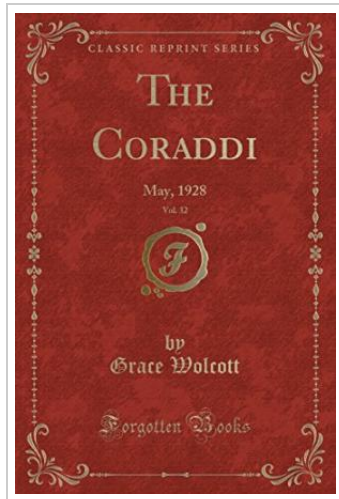 CLASSIC REPRINT SERIES
THE
CORADDI
May, 1928
Vol. 32
F
by
Grace Wolcott
Forgotten Books